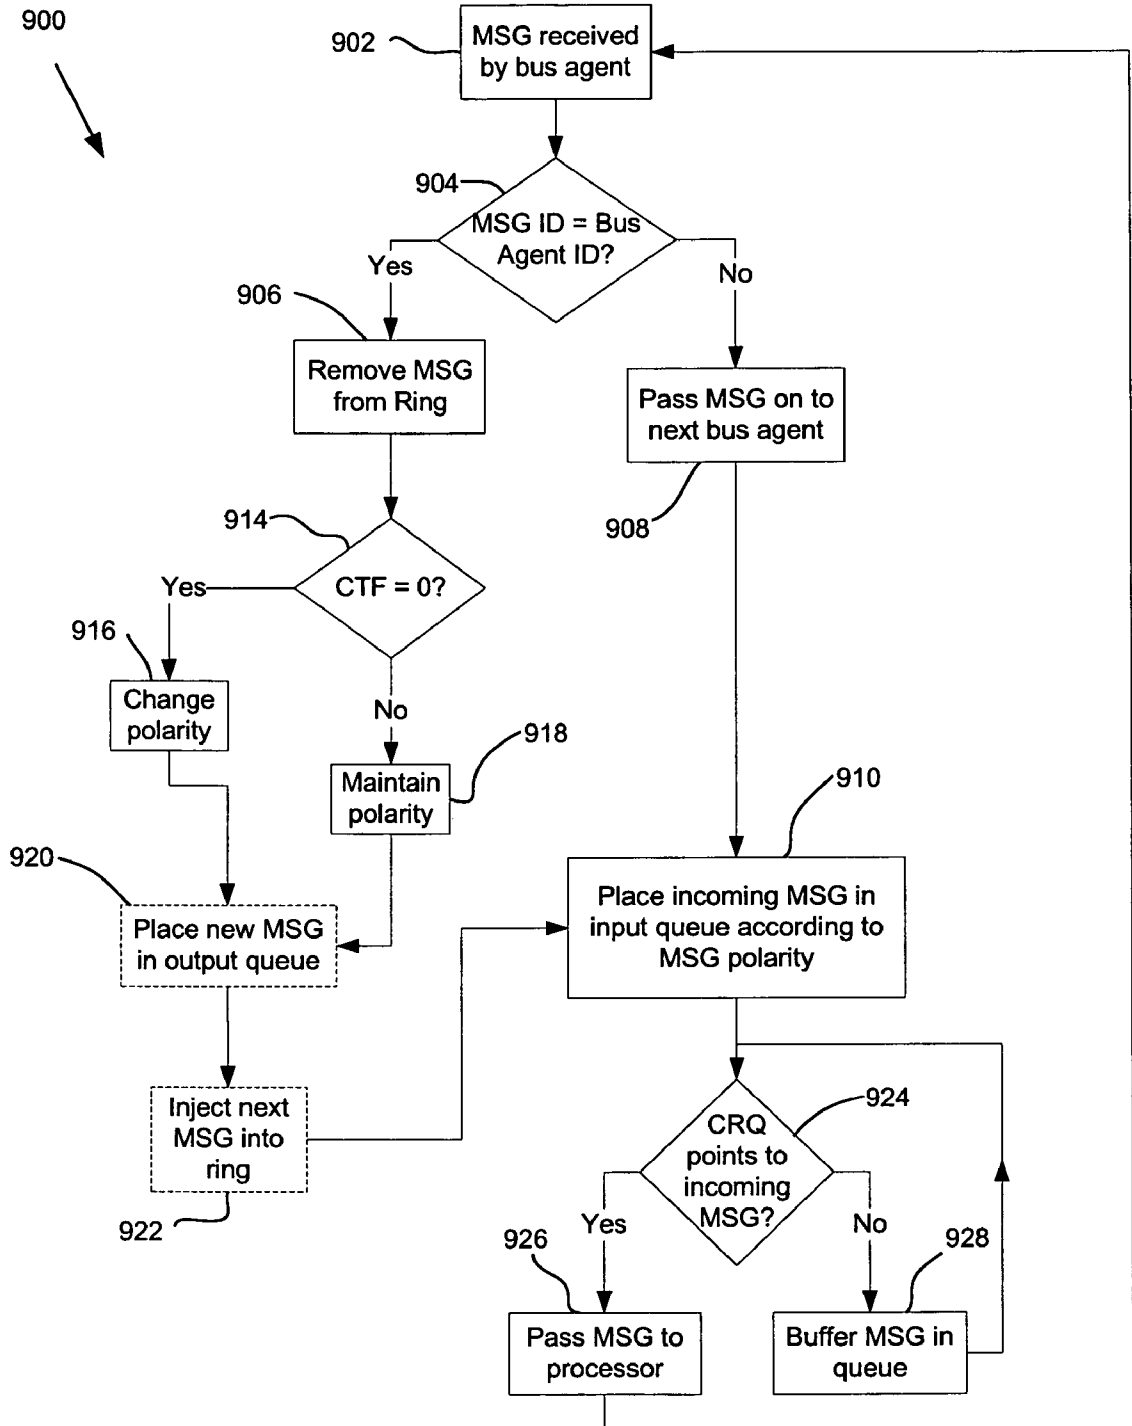 900
902
MSG received
by bus agent
904
MSG ID = Bus
Agent ID?
Yes
No
906
Remove MSG
from Ring
Pass MSG on to
next bus agent
908
914
CTF = 0?
Yes
916
Change
polarity
No
918
Maintain
polarity
910
920
Place new MSG
in output queue
Place incoming MSG in
input queue according to
MSG polarity
Inject next
MSG into
ring
922
924
CRQ
points to
incoming
MSG?
Yes
No
926
928
Pass MSG to
processor
Buffer MSG in
queue